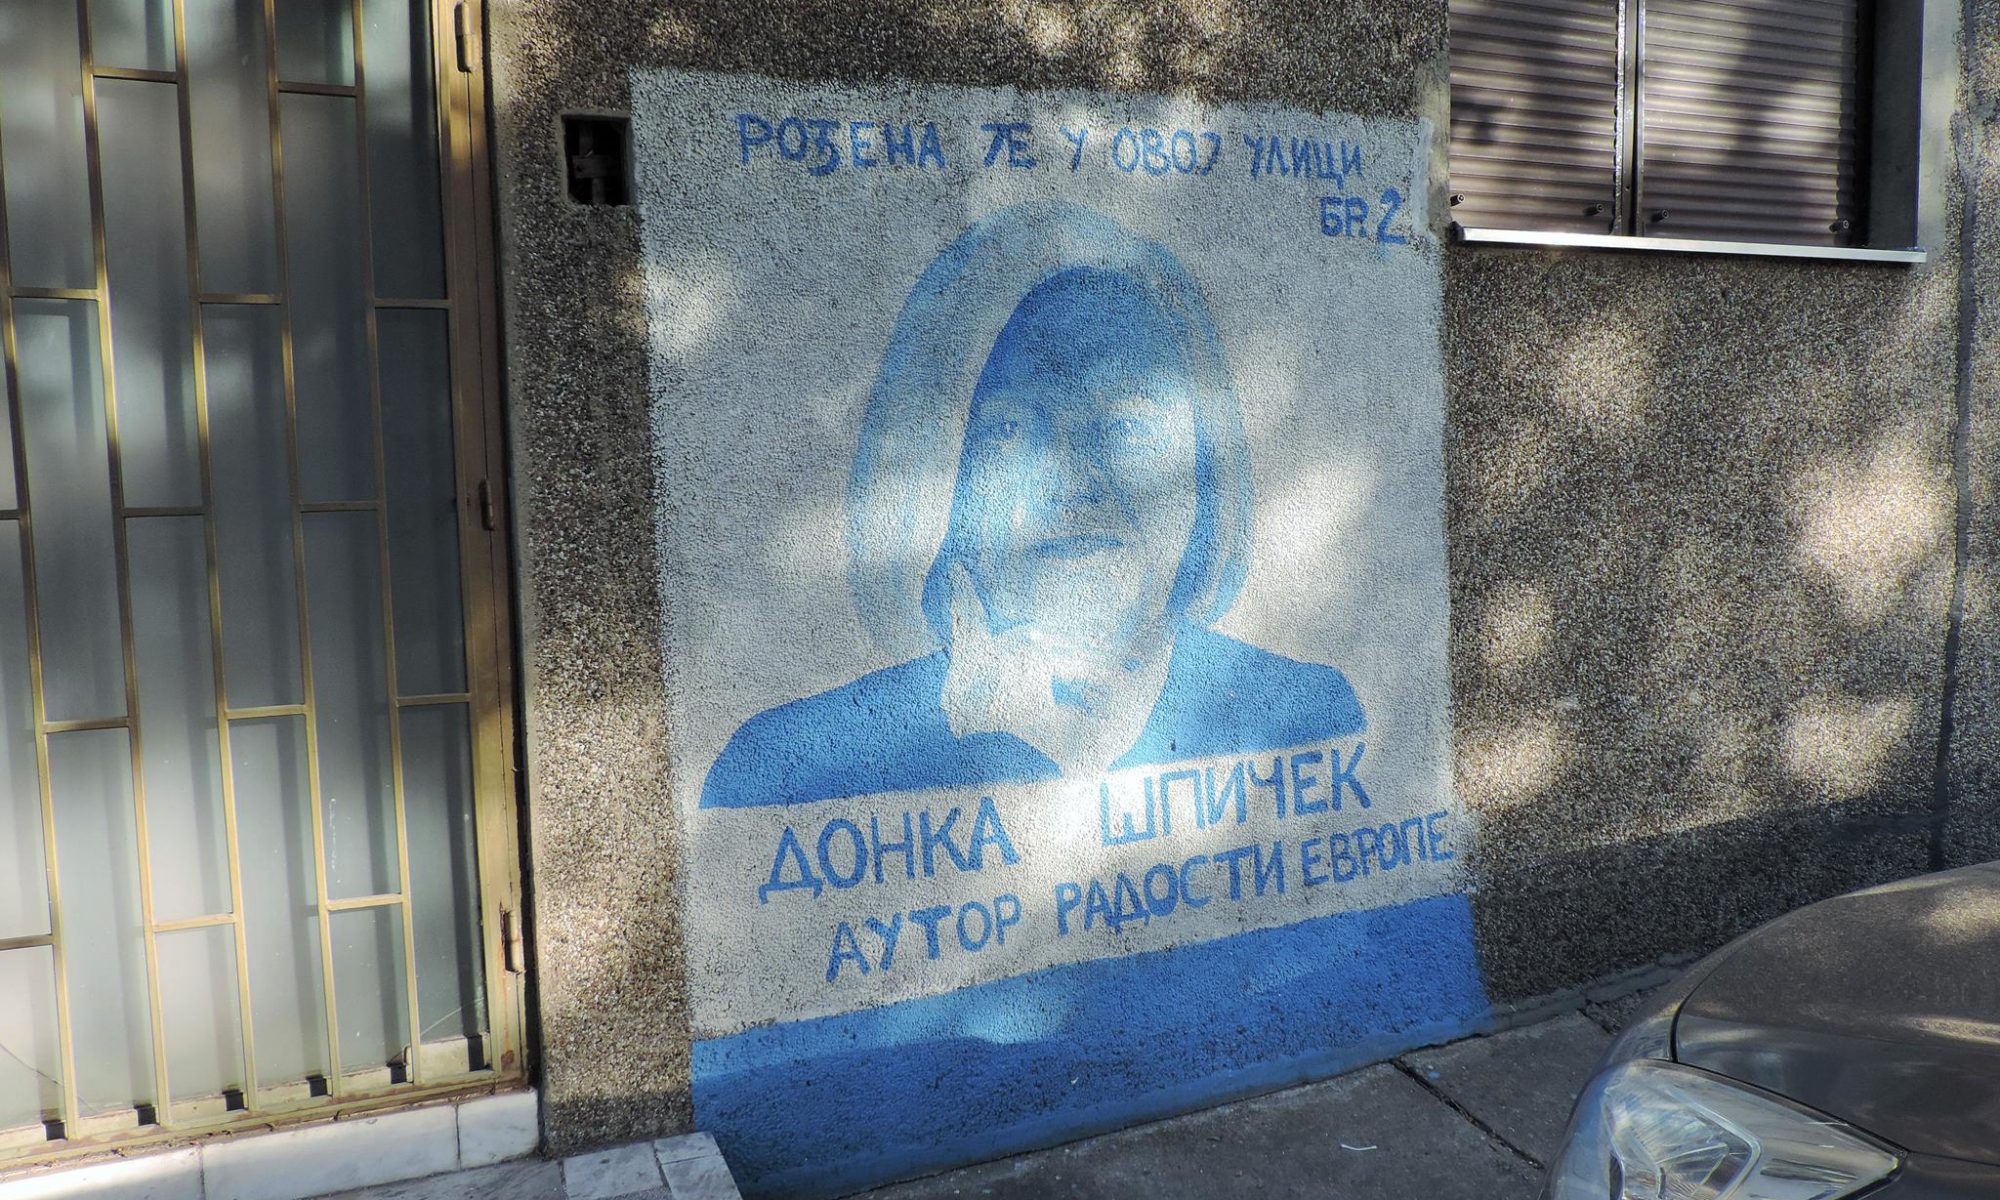 РОЂЕНА ЈЕ У ОВОЈ УЛИЦИ
БР. 2
ДОНКА ШПИЧЕК
АУТОР РАДОСТИ ЕВРОПЕ